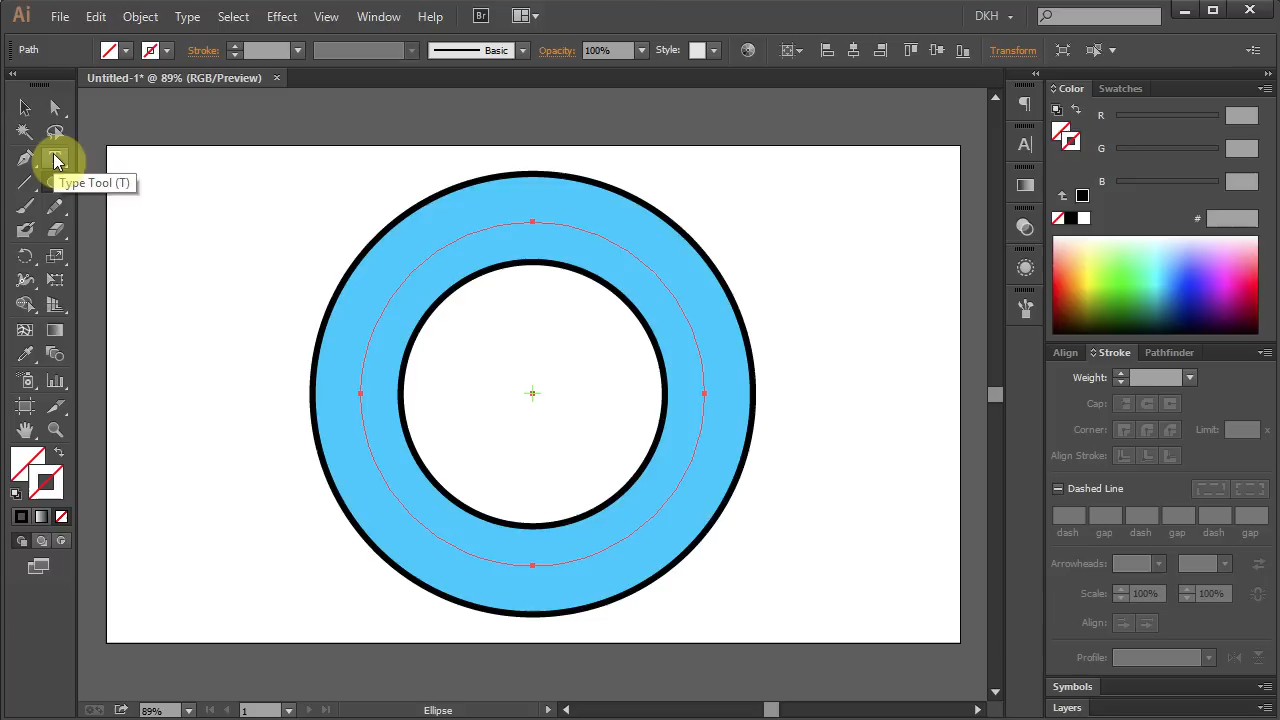 Ai File Edit Object Type Select Effect View Window Help Br DKH
Path Stroke: Basic Opacity: 100% Style: Transform
Untitled-1* @ 89% (RGB/Preview) ×
Color Swatches
R
G
B
#
Type Tool (T)
Align Stroke Pathfinder
Weight:
Cap:
Corner: Limit: x
Align Stroke:
Dashed Line
dash gap dash gap dash gap
Arrowheads:
Scale: 100% 100%
Align:
Profile:
Symbols
Layers
89% 1 Ellipse